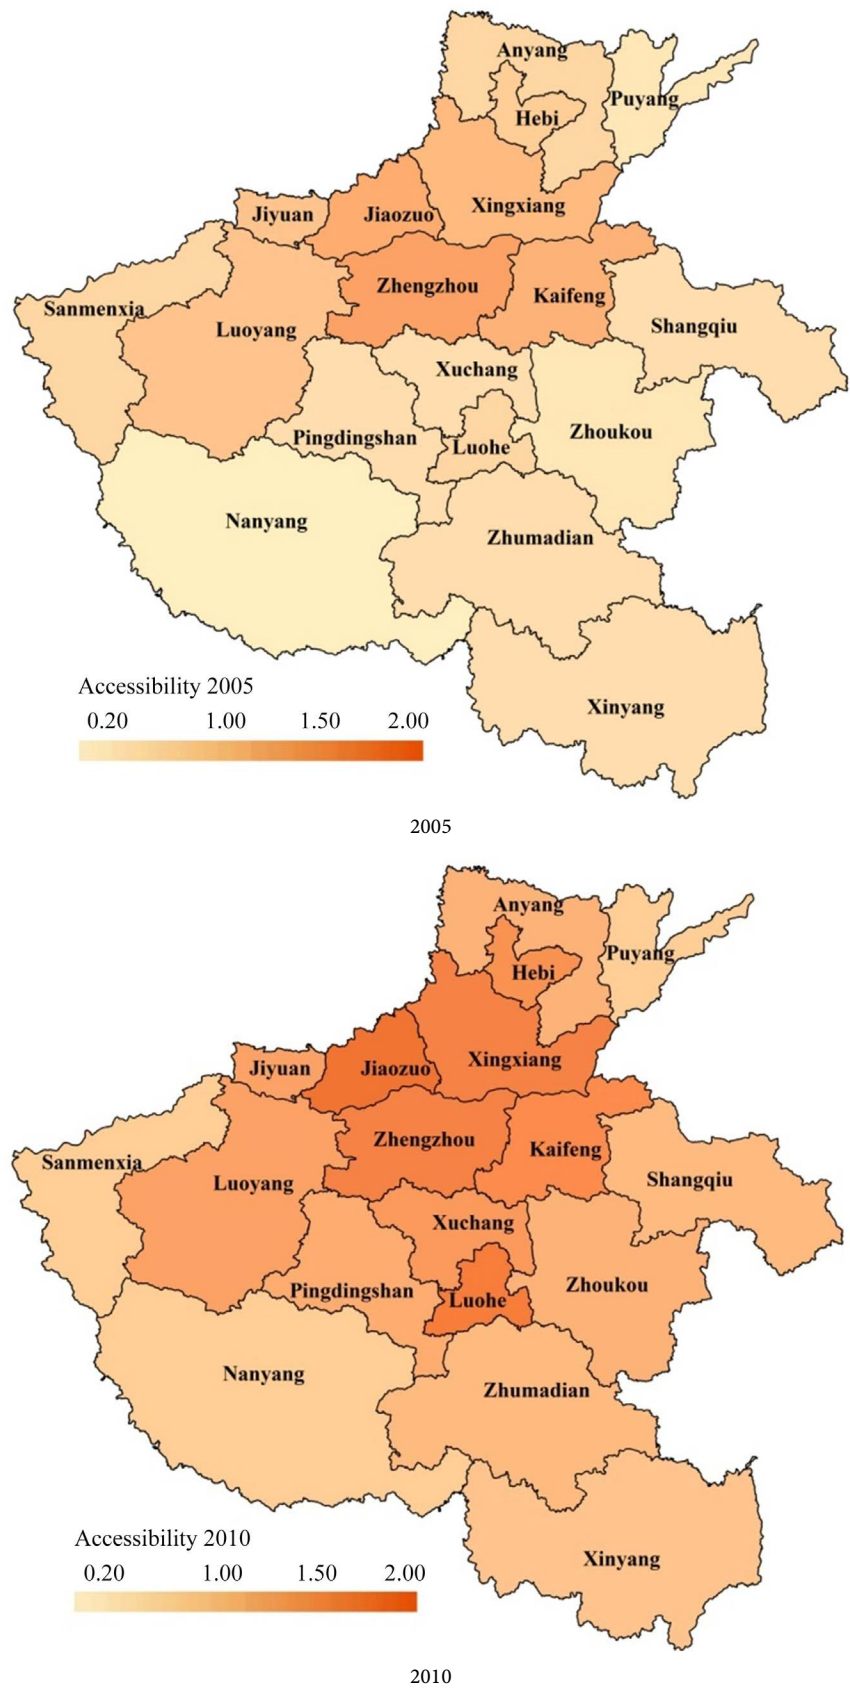 Anyang
Puyang
Hebi
Xingxiang
Jiyuan
Jiaozuo
Zhengzhou
Kaifeng
Sanmenxia
Luoyang
Shangqiu
Xuchang
Zhoukou
Pingdingshan
Luohe
Nanyang
Zhumadian
Xinyang
Accessibility 2005
0.20 1.00 1.50 2.00
2005
Anyang
Puyang
Hebi
Xingxiang
Jiyuan
Jiaozuo
Zhengzhou
Kaifeng
Sanmenxia
Luoyang
Shangqiu
Xuchang
Zhoukou
Pingdingshan
Luohe
Nanyang
Zhumadian
Xinyang
Accessibility 2010
0.20 1.00 1.50 2.00
2010